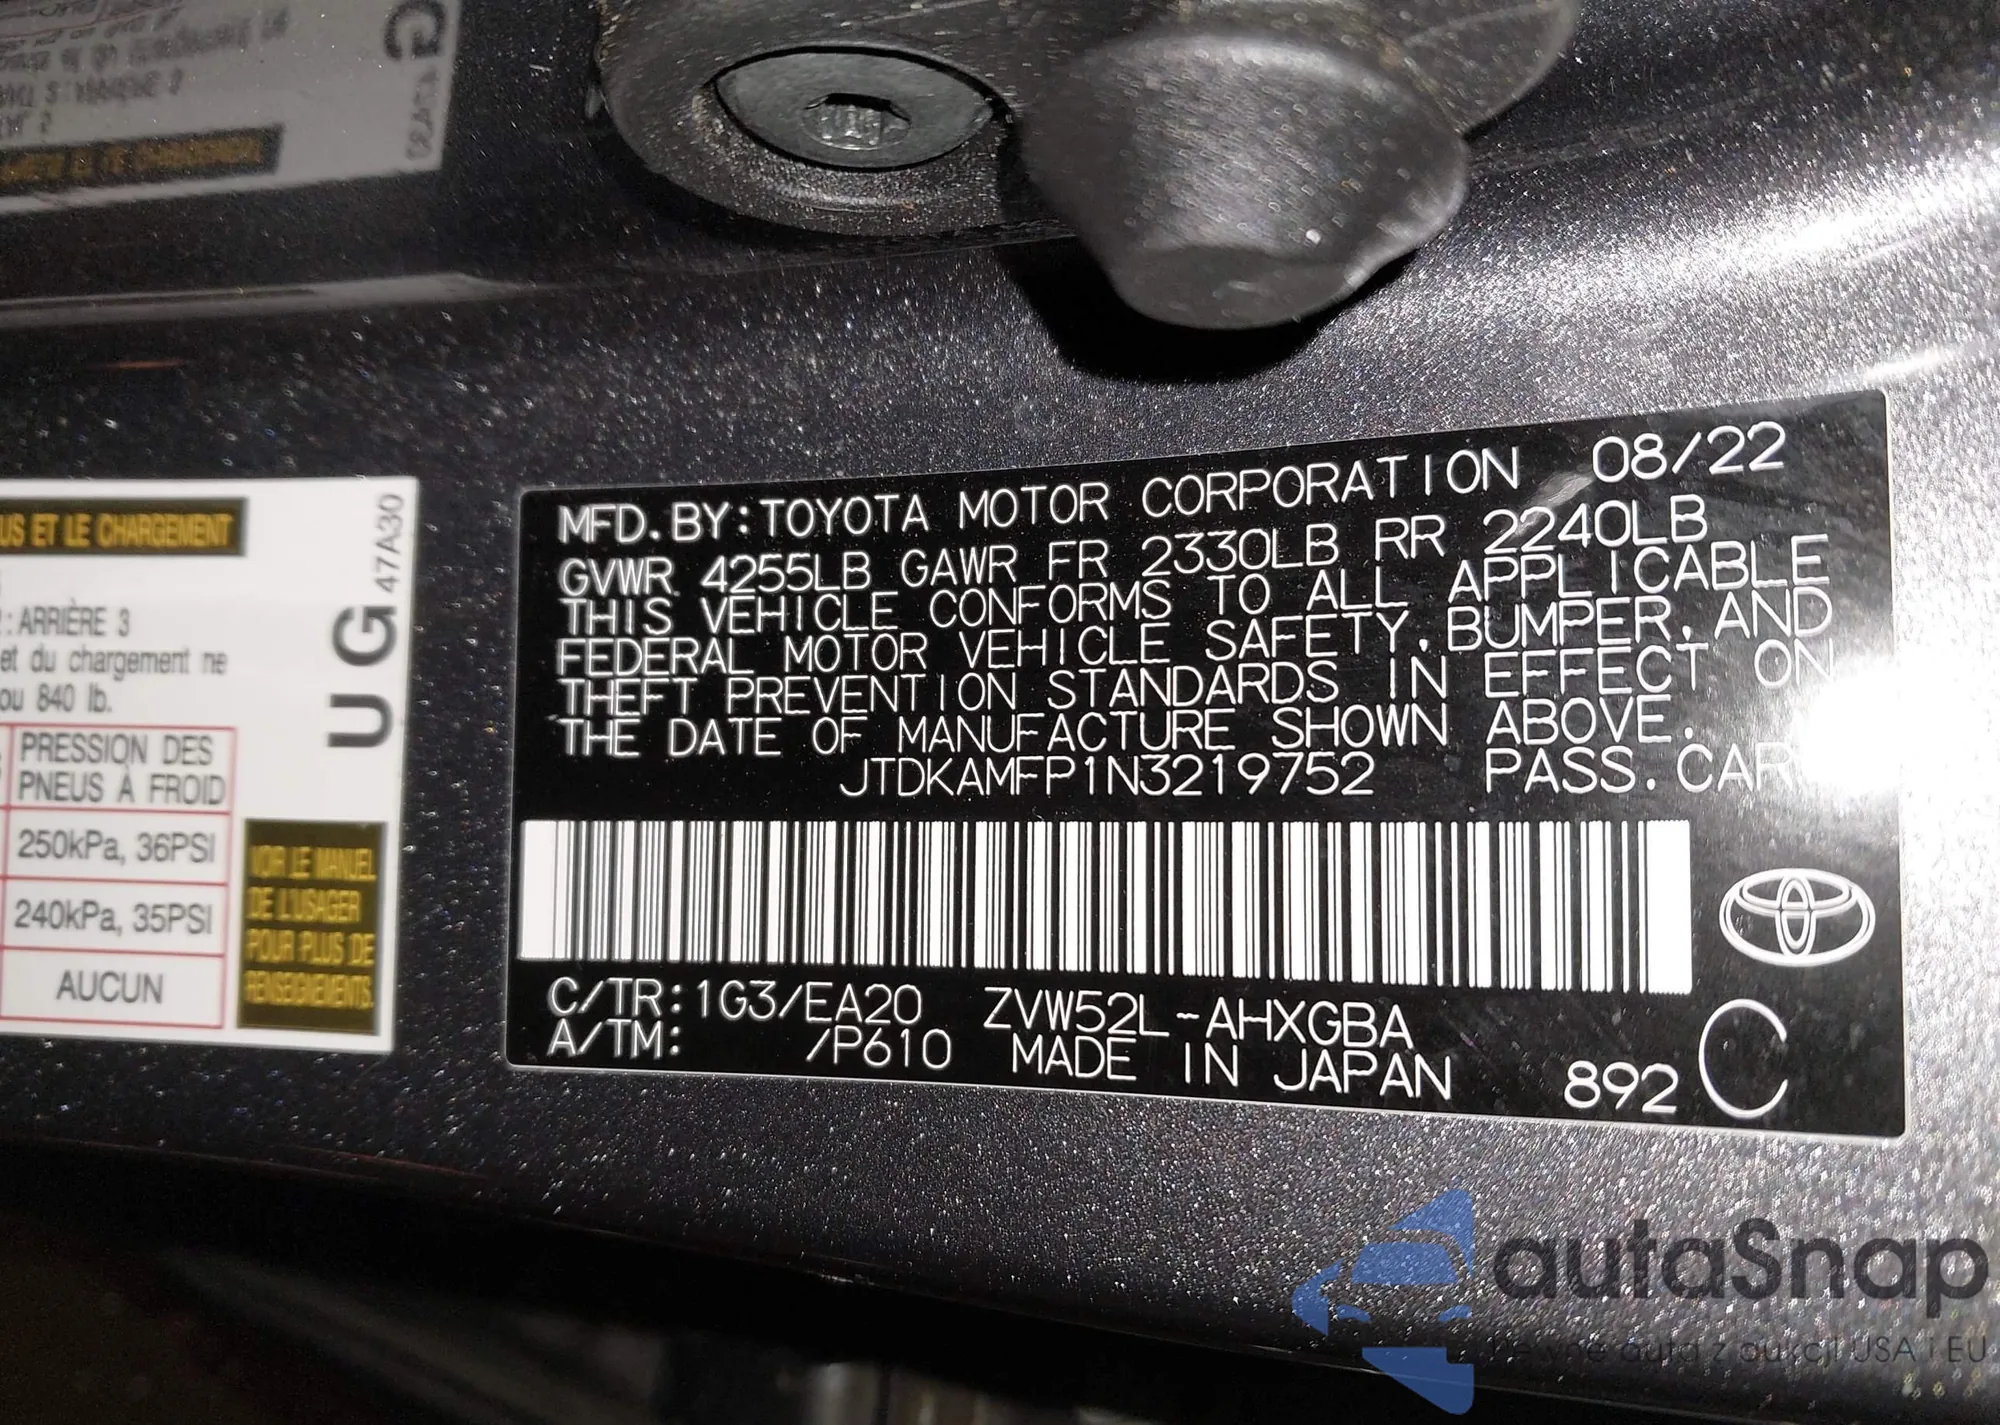 US ET LE CHARGEMENT
47A30
U G
: ARRIÈRE 3
et du chargement ne
ou 840 lb.
PRESSION DES
PNEUS À FROID
250kPa, 36PSI
240kPa, 35PSI
AUCUN
VOIR LE MANUEL
DE L'USAGER
POUR PLUS DE
RENSEIGNEMENTS.
MFD. BY: TOYOTA MOTOR CORPORATION 08/22
GVWR 4255LB GAWR FR 2330LB RR 2240LB
THIS VEHICLE CONFORMS TO ALL APPLICABLE
FEDERAL MOTOR VEHICLE SAFETY, BUMPER, AND
THEFT PREVENTION STANDARDS IN EFFECT ON
THE DATE OF MANUFACTURE SHOWN ABOVE.
JTDKAMFP1N3219752 PASS. CAR
C/TR: 1G3/EA20 ZVW52L-AHXGBA
A/TM: /P610 MADE IN JAPAN 892 C
autaSnap
auta z aukcji USA i EU